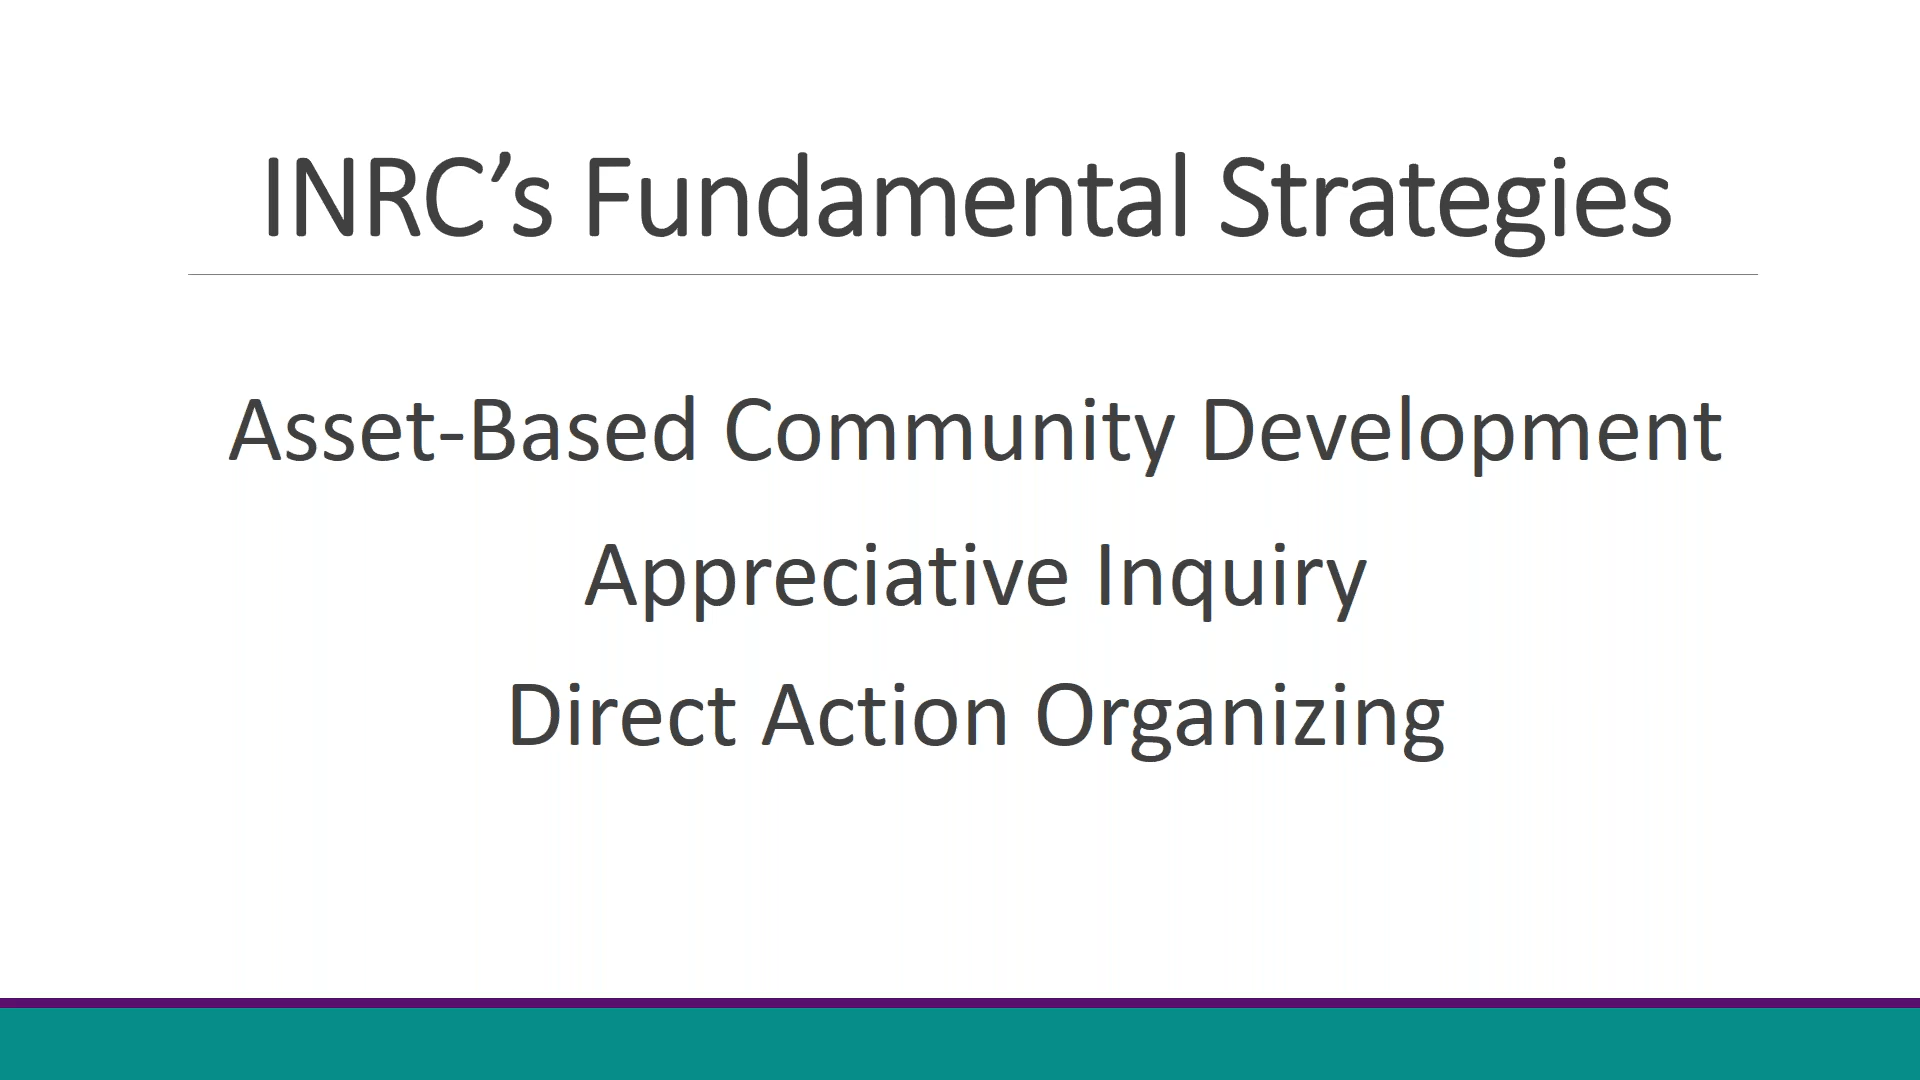 INRC’s Fundamental Strategies
Asset-Based Community Development
Appreciative Inquiry
Direct Action Organizing